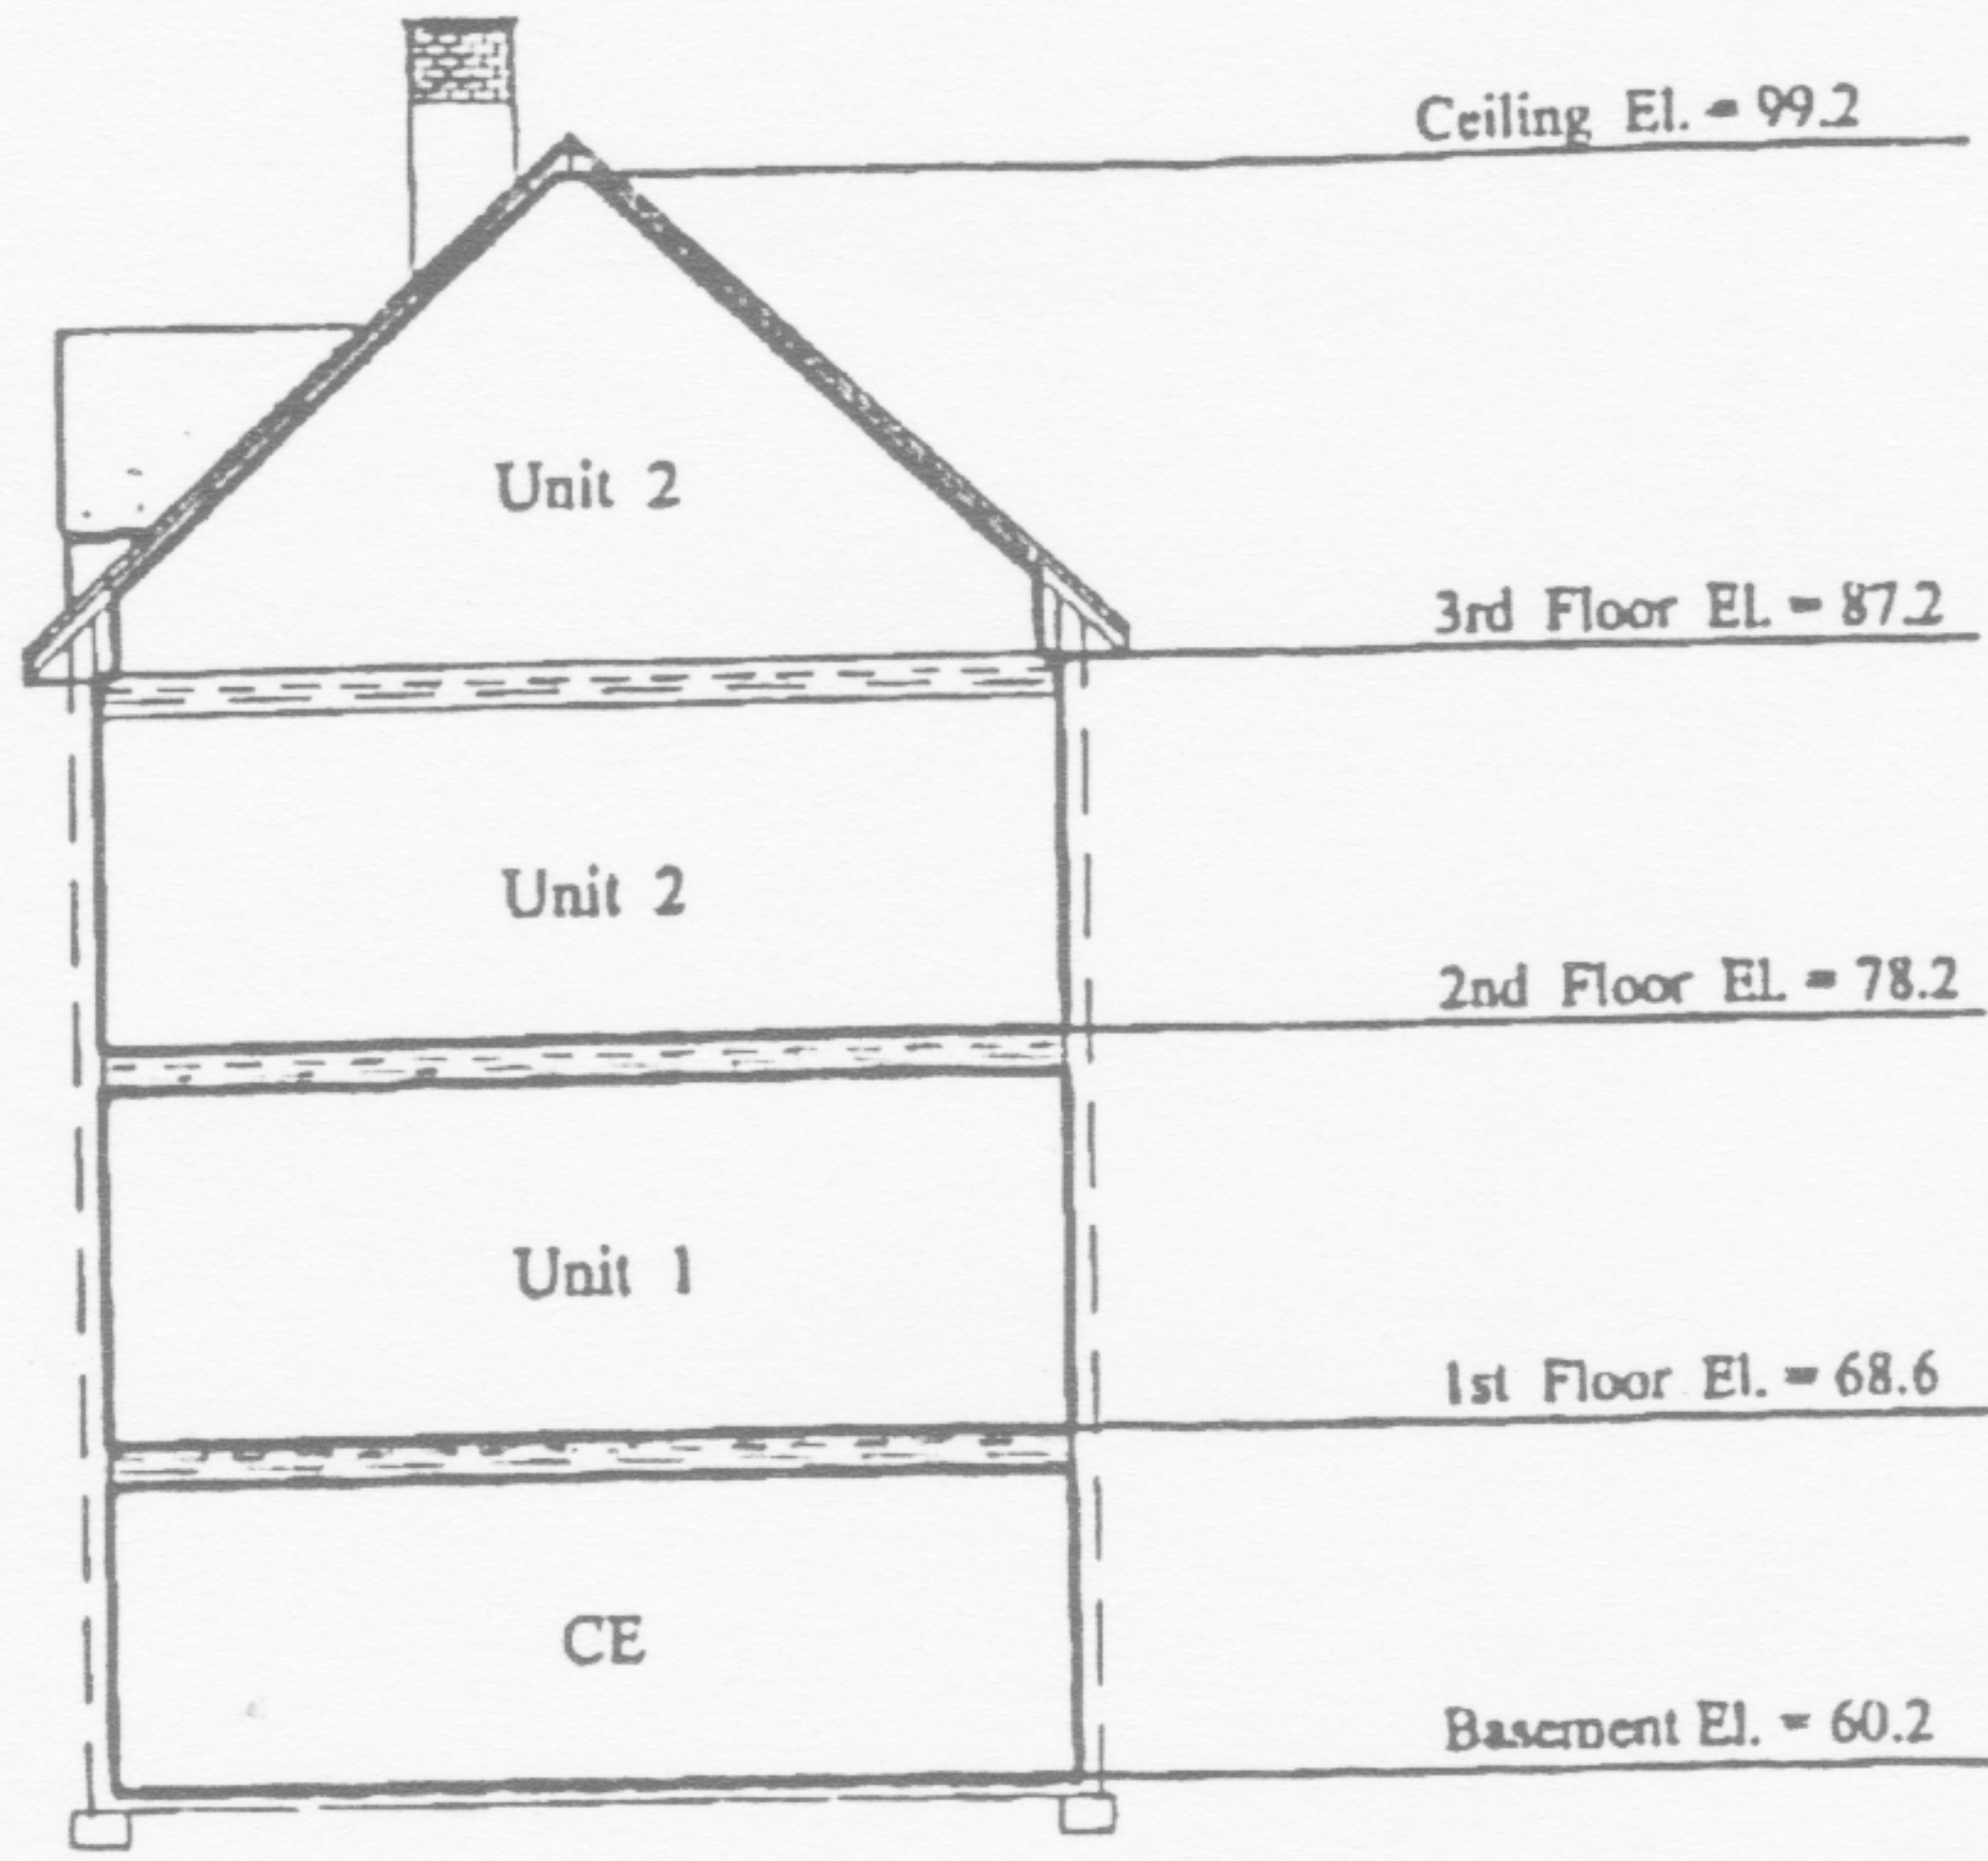 Ceiling El. = 99.2
Unit 2
3rd Floor El. = 87.2
Unit 2
2nd Floor El. = 78.2
Unit 1
1st Floor El. = 68.6
CE
Basement El. = 60.2